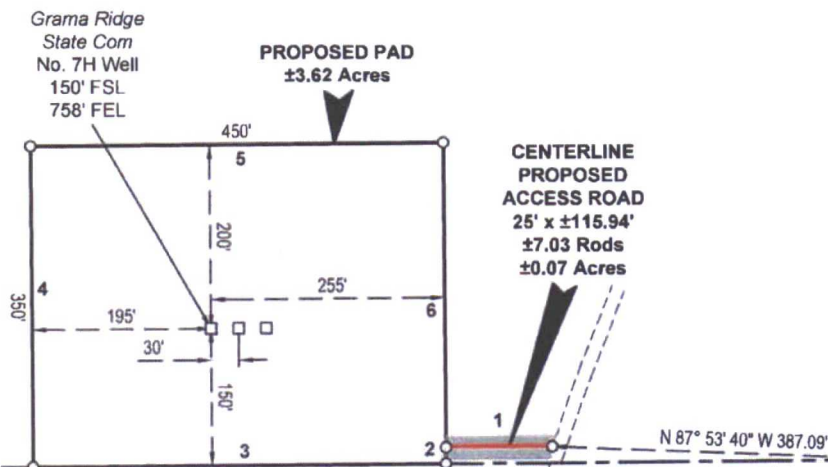 Grama Ridge
State Com
No. 7H Well
150' FSL
758' FEL
PROPOSED PAD
±3.62 Acres
CENTERLINE
PROPOSED
ACCESS ROAD
25' x ±115.94'
±7.03 Rods
±0.07 Acres
450'
5
200'
4
350'
255'
6
195'
30'
150'
1
2
3
N 87° 53' 40" W 387.09'